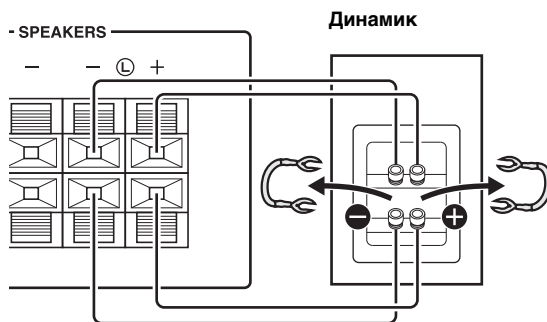 Динамик
SPEAKERS
– – Ⓛ +
– +